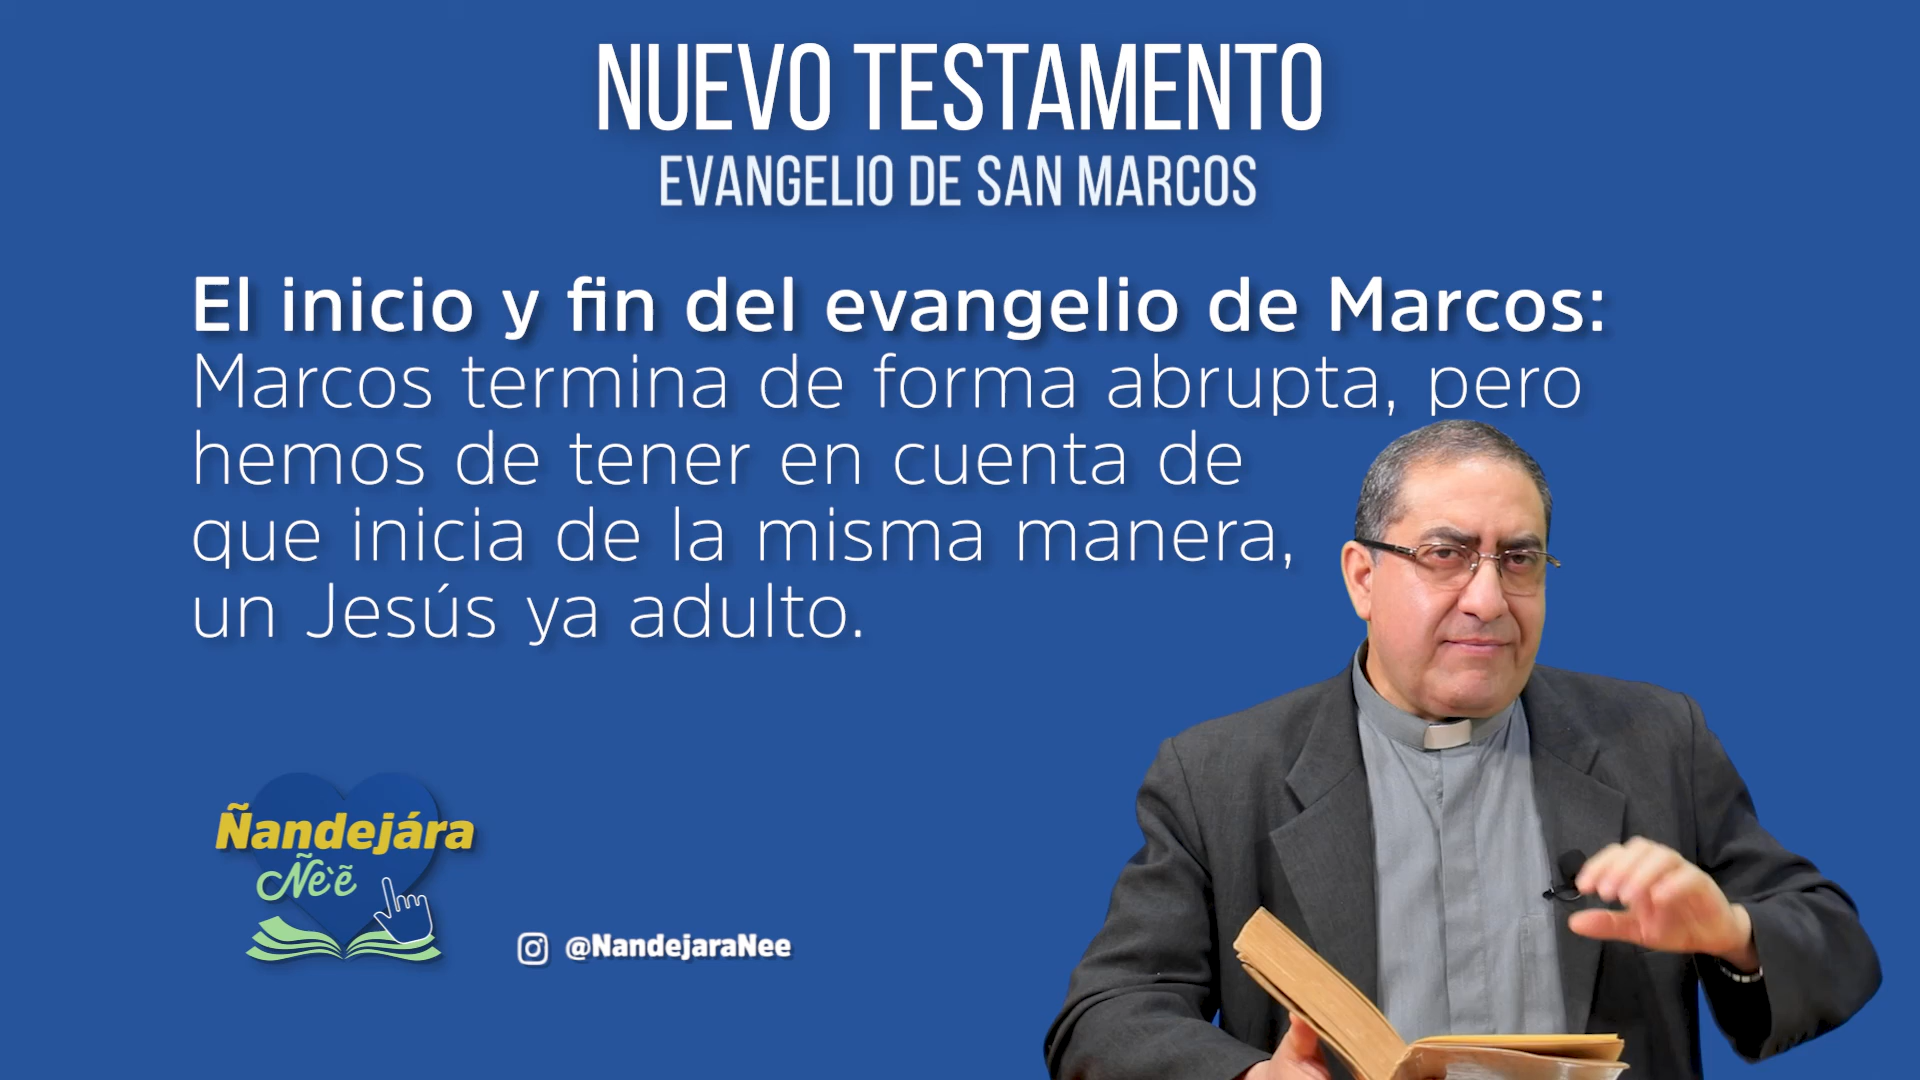 NUEVO TESTAMENTO
EVANGELIO DE SAN MARCOS
El inicio y fin del evangelio de Marcos:
Marcos termina de forma abrupta, pero
hemos de tener en cuenta de
que inicia de la misma manera,
un Jesús ya adulto.
Ñandejára
Ñe'ẽ
@NandejaraNee